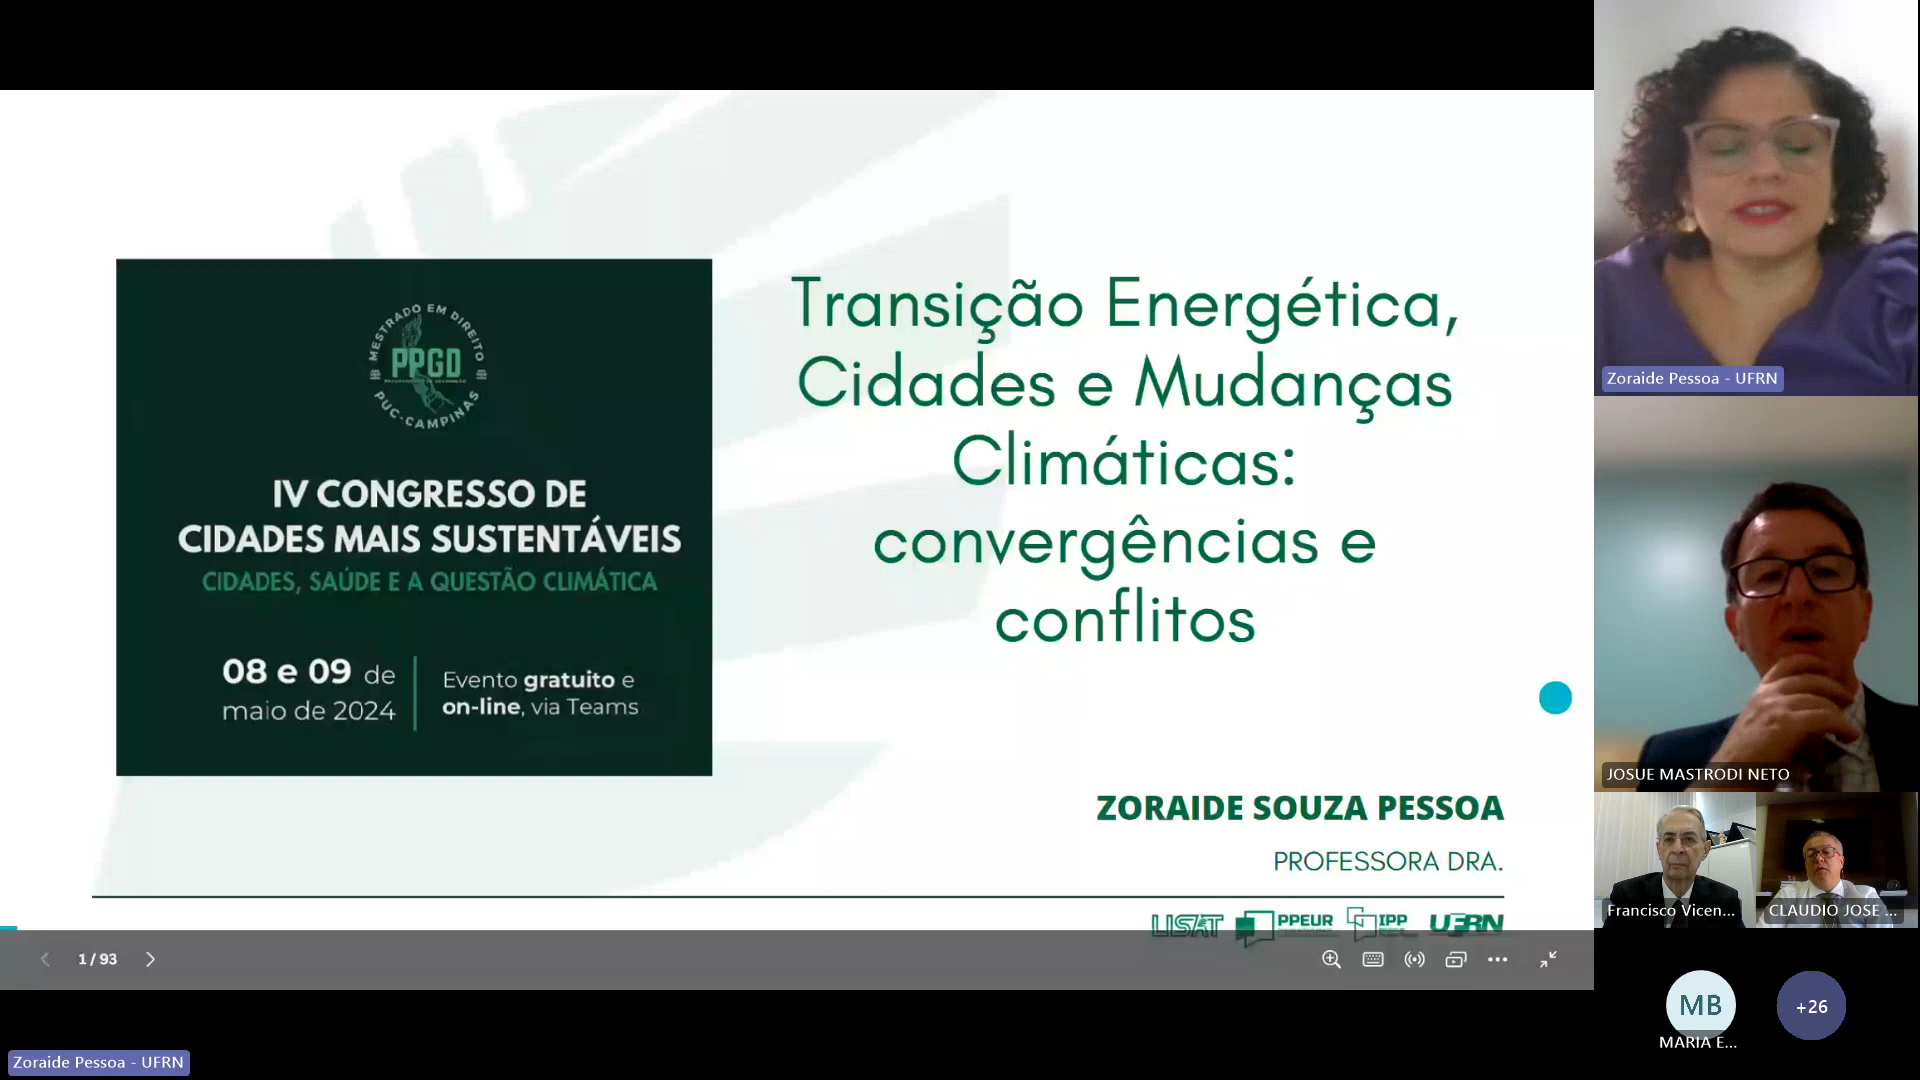 MESTRADO EM DIREITO
PPGD
PUC-CAMPINAS
IV CONGRESSO DE
CIDADES MAIS SUSTENTÁVEIS
CIDADES, SAÚDE E A QUESTÃO CLIMÁTICA
08 e 09 de
maio de 2024
Evento gratuito e
on-line, via Teams
Transição Energética,
Cidades e Mudanças
Climáticas:
convergências e
conflitos
ZORAIDE SOUZA PESSOA
PROFESSORA DRA.
LISAT PPEUR IPP UFRN
1 / 93
Zoraide Pessoa - UFRN
Zoraide Pessoa - UFRN
JOSUE MASTRODI NETO
Francisco Vicen...
CLAUDIO JOSE ...
MB
MARIA E...
+26